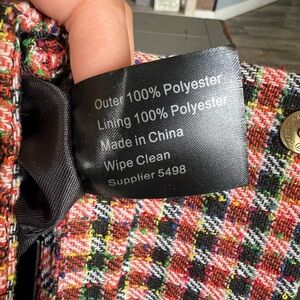 Outer 100% Polyester
Lining 100% Polyester
Made in China
Wipe Clean
Supplier 5498